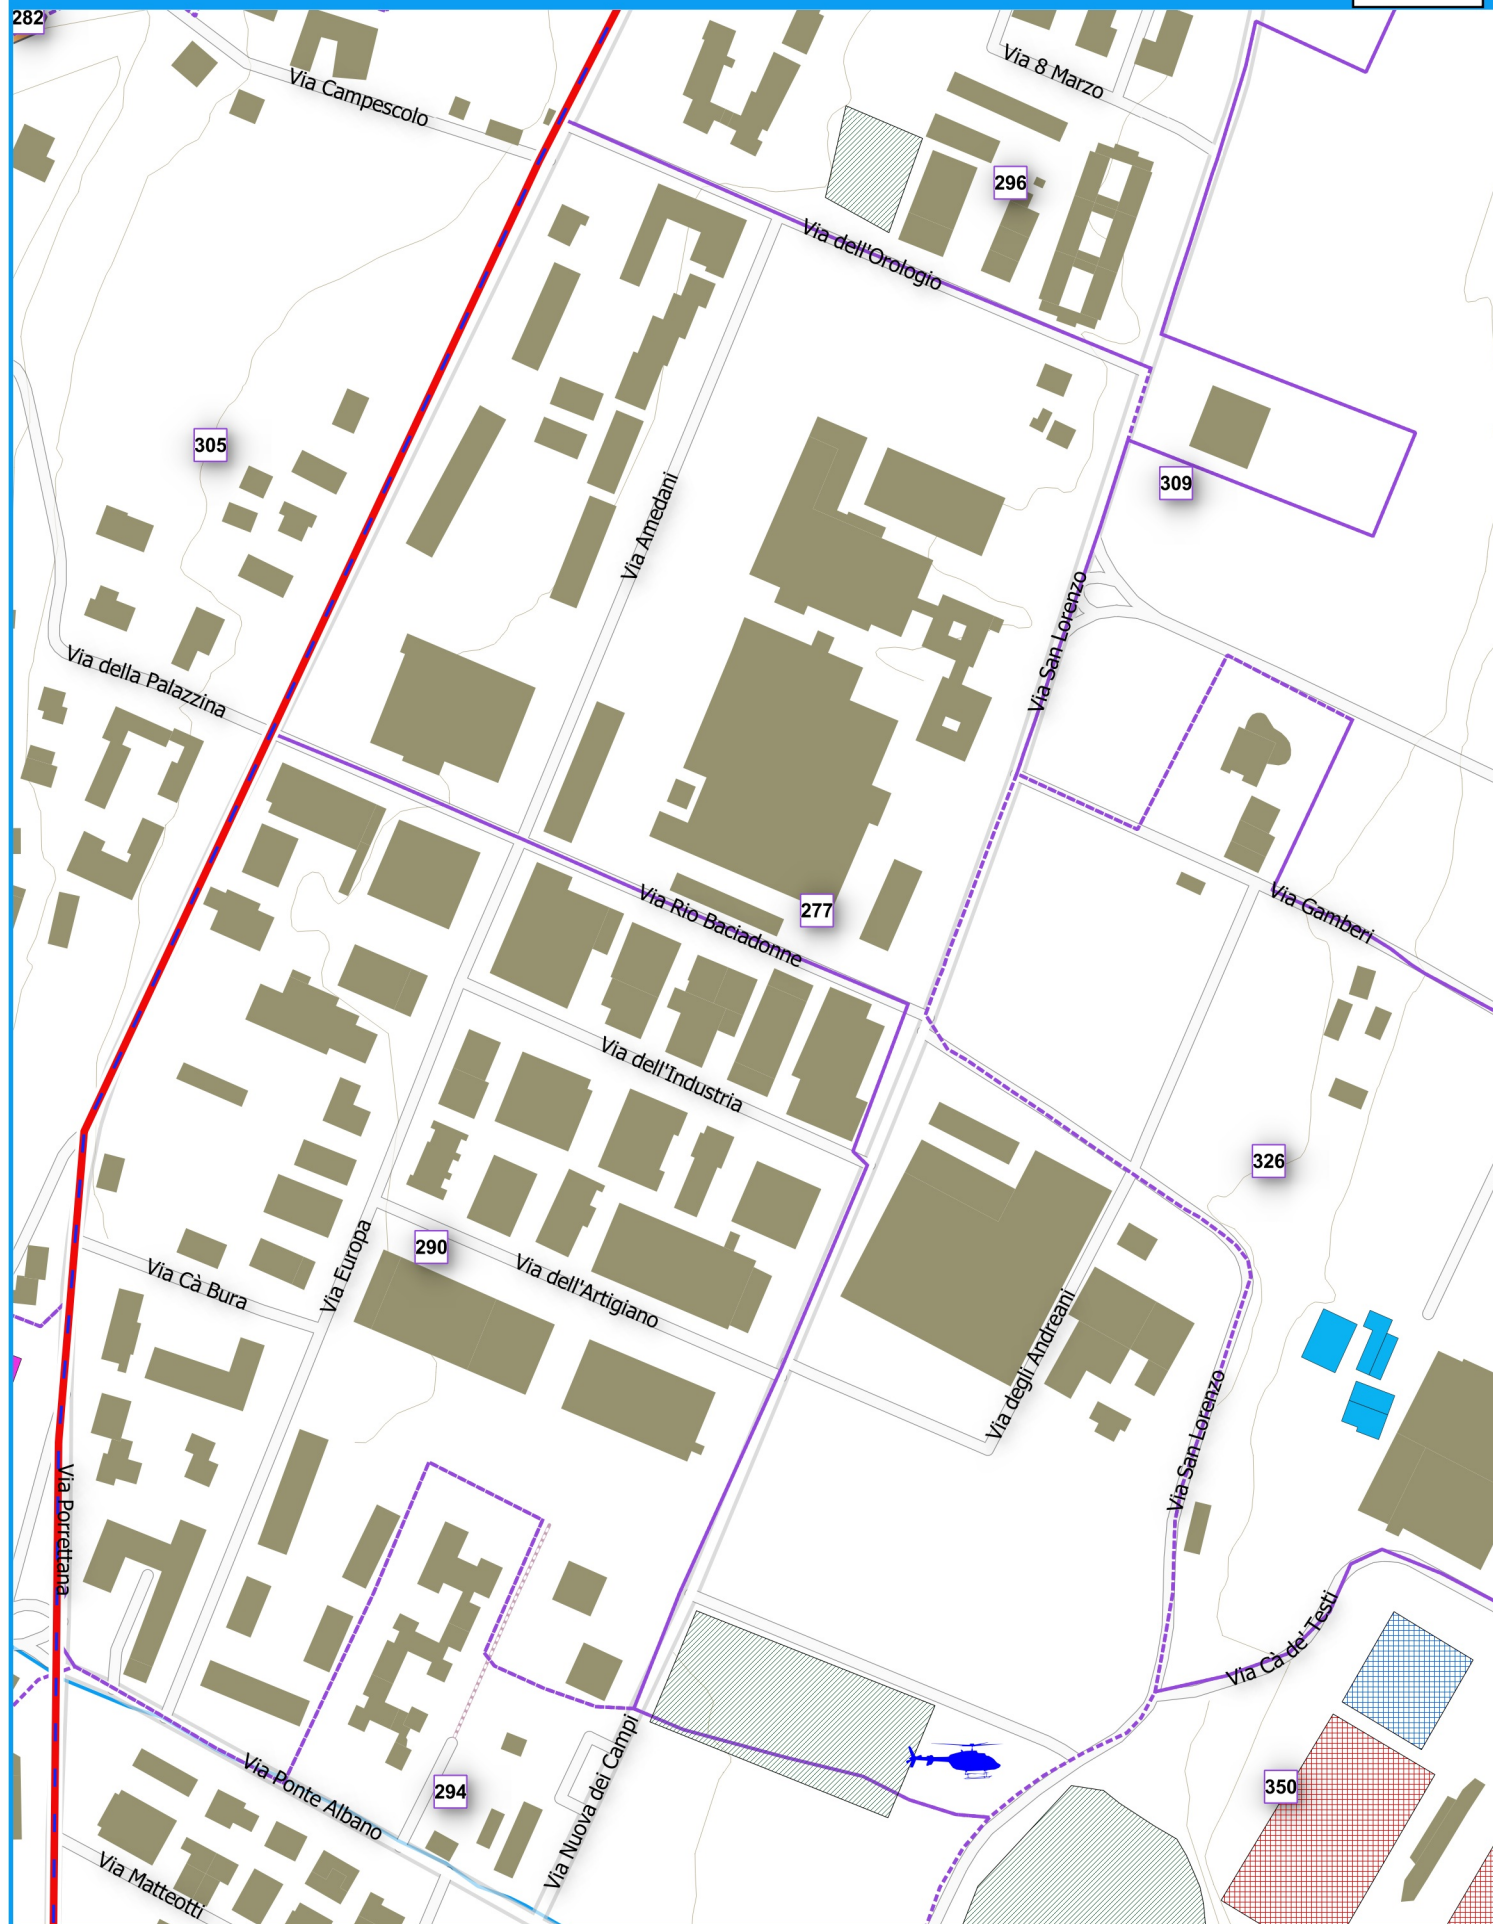 282
Via Campescolo
Via 8 Marzo
296
Via dell'Orologio
305
309
Via Amedani
Via San Lorenzo
Via della Palazzina
Via Rio Baciadonne
277
Via Gamberi
Via dell'Industria
326
290
Via Europa
Via Cà Bura
Via dell'Artigiano
Via degli Andreani
Via San Lorenzo
Via Porrettana
Via Cà de' Testi
Via Nuova dei Campi
Via Ponte Albano
294
350
Via Matteotti